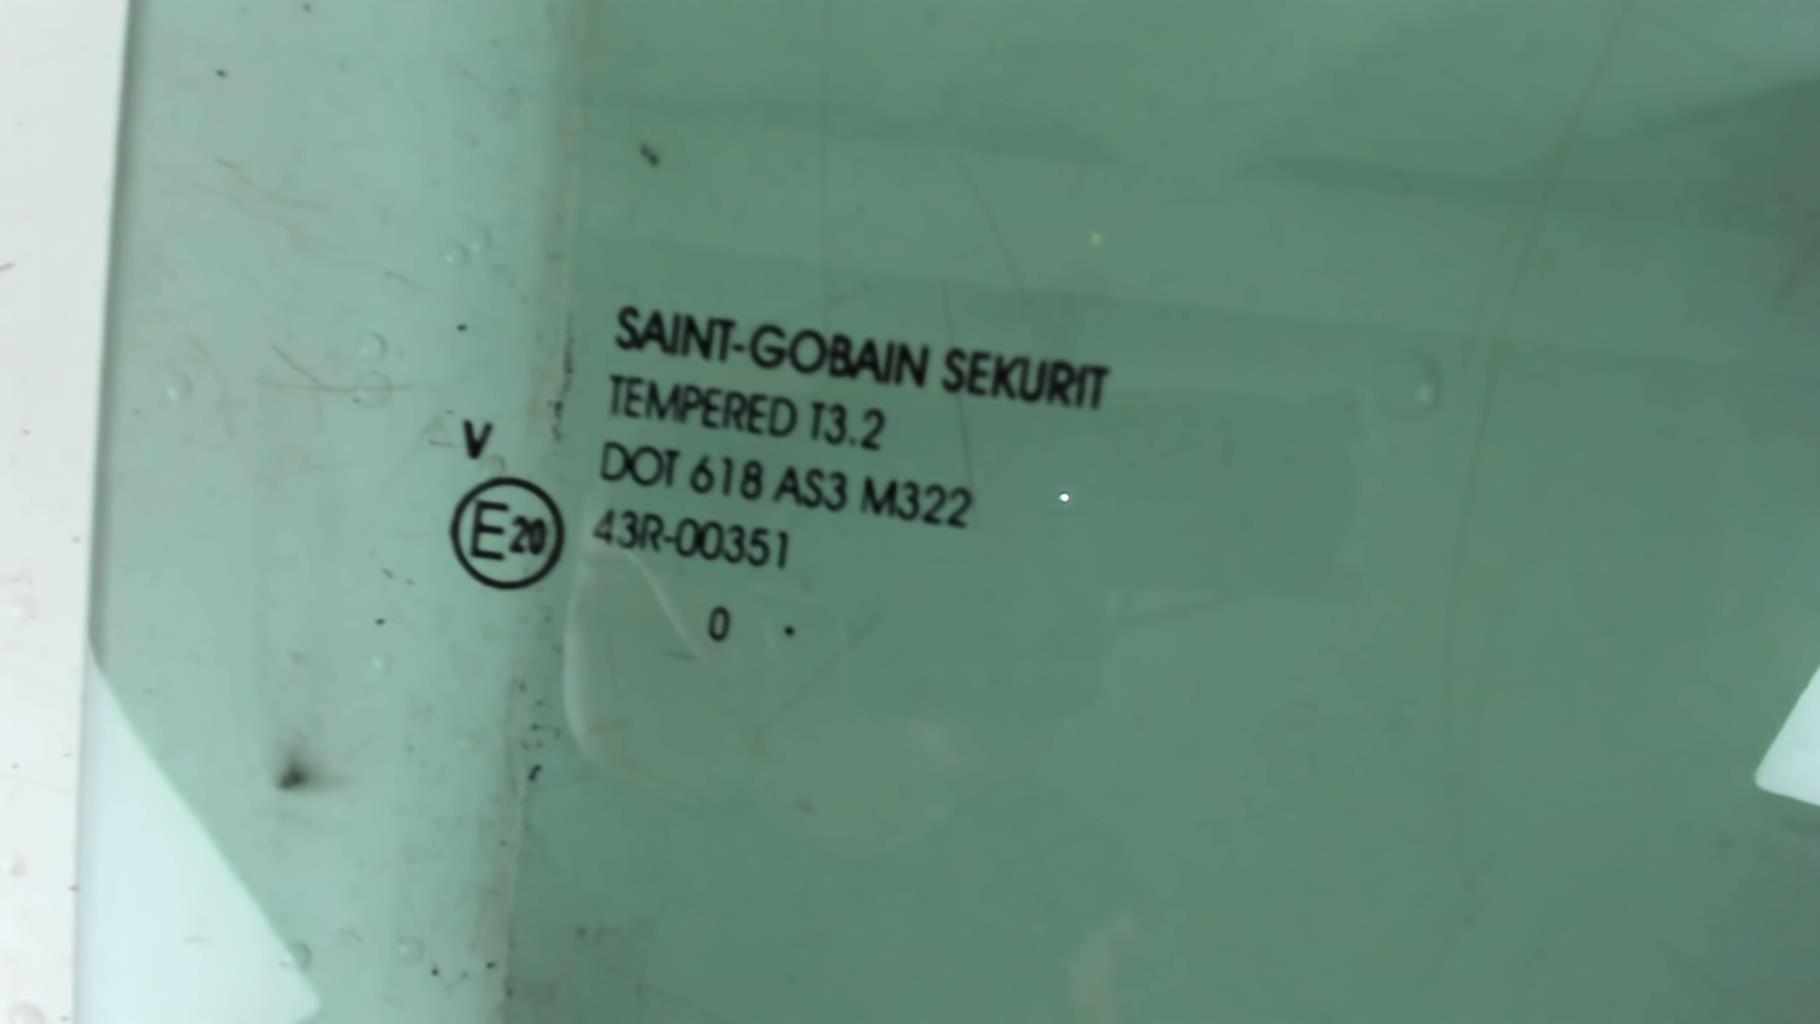 SAINT-GOBAIN SEKURIT
TEMPERED T3.2
DOT 618 AS3 M322
V
E20 43R-00351
0 .